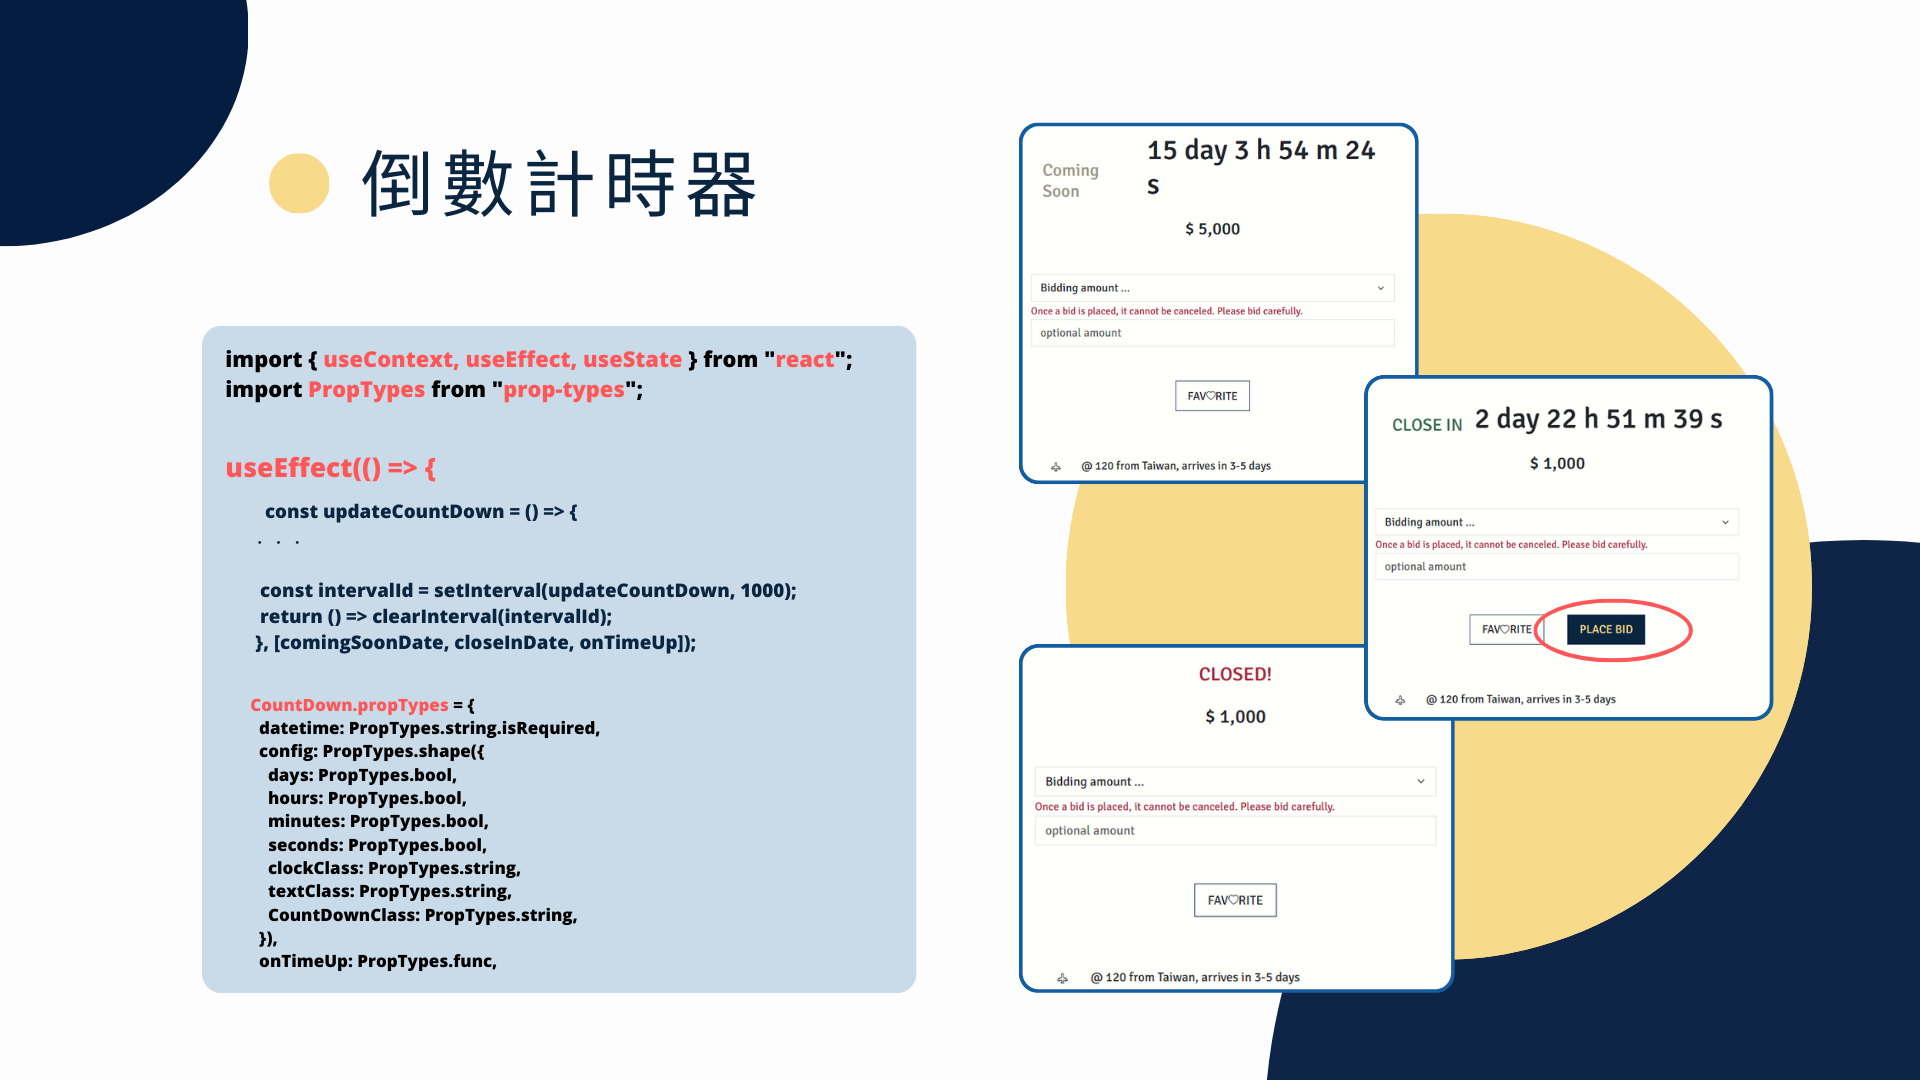 倒數計時器
import { useContext, useEffect, useState } from "react";
import PropTypes from "prop-types";
useEffect(() => {
const updateCountDown = () => {
. . .
const intervalId = setInterval(updateCountDown, 1000);
return () => clearInterval(intervalId);
}, [comingSoonDate, closeInDate, onTimeUp]);
CountDown.propTypes = {
datetime: PropTypes.string.isRequired,
config: PropTypes.shape({
days: PropTypes.bool,
hours: PropTypes.bool,
minutes: PropTypes.bool,
seconds: PropTypes.bool,
clockClass: PropTypes.string,
textClass: PropTypes.string,
CountDownClass: PropTypes.string,
}),
onTimeUp: PropTypes.func,
Coming
Soon
15 day 3 h 54 m 24
s
$ 5,000
Bidding amount ...
Once a bid is placed, it cannot be canceled. Please bid carefully.
optional amount
FAV♡RITE
@ 120 from Taiwan, arrives in 3-5 days
CLOSE IN 2 day 22 h 51 m 39 s
$ 1,000
Bidding amount ...
Once a bid is placed, it cannot be canceled. Please bid carefully.
optional amount
FAV♡RITE PLACE BID
@ 120 from Taiwan, arrives in 3-5 days
CLOSED!
$ 1,000
Bidding amount ...
Once a bid is placed, it cannot be canceled. Please bid carefully.
optional amount
FAV♡RITE
@ 120 from Taiwan, arrives in 3-5 days